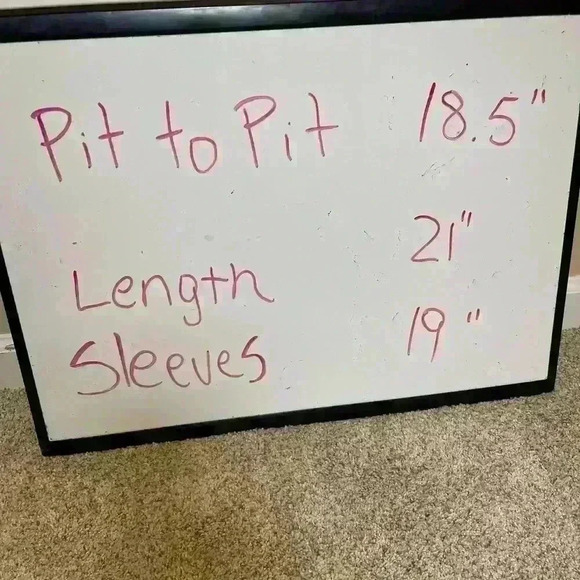 Pit to Pit 18.5"
Length 21"
Sleeves 19"